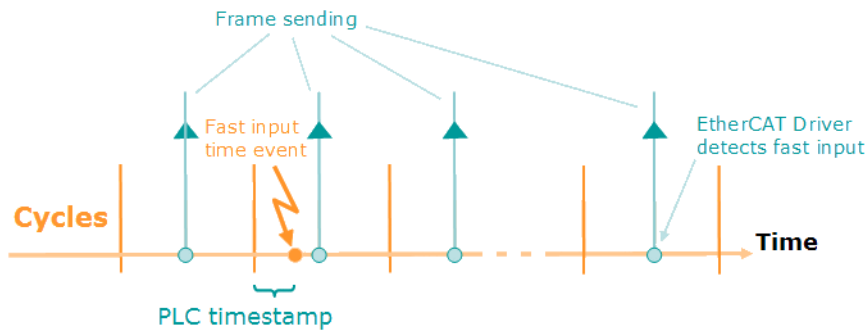 Frame sending
Fast input
time event
EtherCAT Driver
detects fast input
Cycles
Time
PLC timestamp